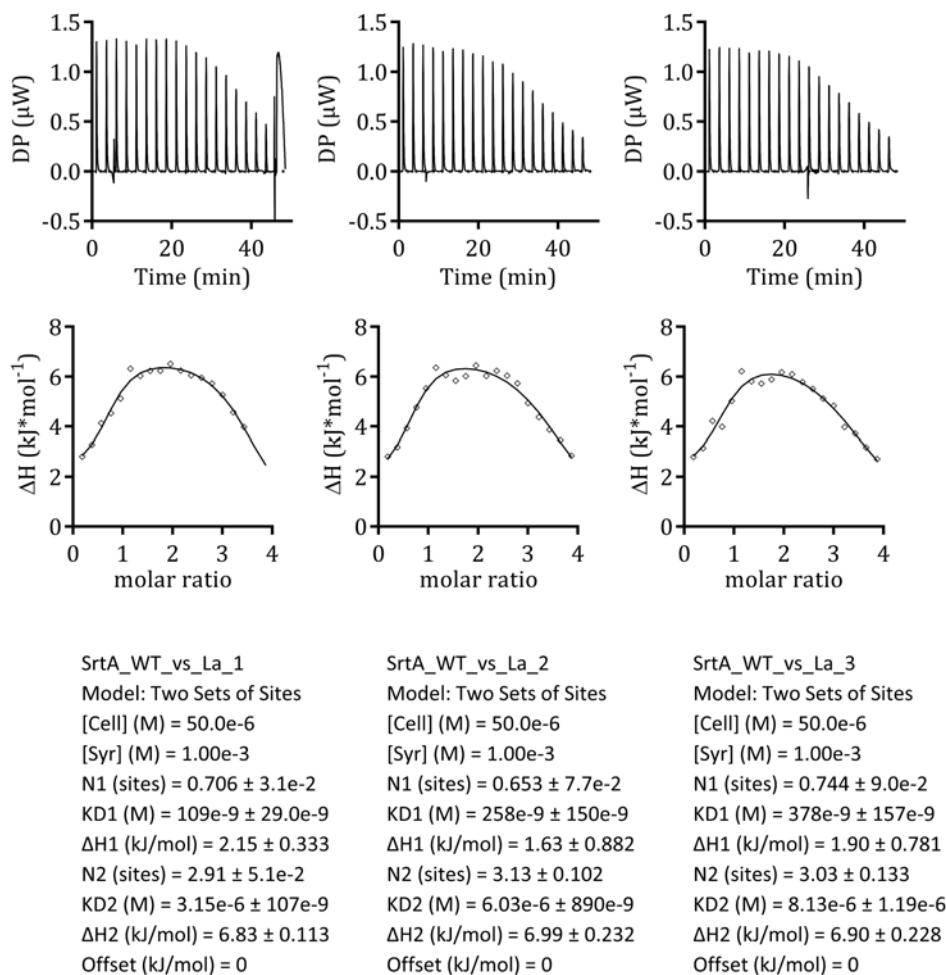 1.5
1.0
0.5
0.0
-0.5
DP (µW)
0 20 40
Time (min)
1.5
1.0
0.5
0.0
-0.5
DP (µW)
0 20 40
Time (min)
1.5
1.0
0.5
0.0
-0.5
DP (µW)
0 20 40
Time (min)
8
6
4
2
0
ΔH (kJ*mol⁻¹)
0 1 2 3 4
molar ratio
8
6
4
2
0
ΔH (kJ*mol⁻¹)
0 1 2 3 4
molar ratio
8
6
4
2
0
ΔH (kJ*mol⁻¹)
0 1 2 3 4
molar ratio
SrtA_WT_vs_La_1
Model: Two Sets of Sites
[Cell] (M) = 50.0e-6
[Syr] (M) = 1.00e-3
N1 (sites) = 0.706 ± 3.1e-2
KD1 (M) = 109e-9 ± 29.0e-9
ΔH1 (kJ/mol) = 2.15 ± 0.333
N2 (sites) = 2.91 ± 5.1e-2
KD2 (M) = 3.15e-6 ± 107e-9
ΔH2 (kJ/mol) = 6.83 ± 0.113
Offset (kJ/mol) = 0
SrtA_WT_vs_La_2
Model: Two Sets of Sites
[Cell] (M) = 50.0e-6
[Syr] (M) = 1.00e-3
N1 (sites) = 0.653 ± 7.7e-2
KD1 (M) = 258e-9 ± 150e-9
ΔH1 (kJ/mol) = 1.63 ± 0.882
N2 (sites) = 3.13 ± 0.102
KD2 (M) = 6.03e-6 ± 890e-9
ΔH2 (kJ/mol) = 6.99 ± 0.232
Offset (kJ/mol) = 0
SrtA_WT_vs_La_3
Model: Two Sets of Sites
[Cell] (M) = 50.0e-6
[Syr] (M) = 1.00e-3
N1 (sites) = 0.744 ± 9.0e-2
KD1 (M) = 378e-9 ± 157e-9
ΔH1 (kJ/mol) = 1.90 ± 0.781
N2 (sites) = 3.03 ± 0.133
KD2 (M) = 8.13e-6 ± 1.19e-6
ΔH2 (kJ/mol) = 6.90 ± 0.228
Offset (kJ/mol) = 0